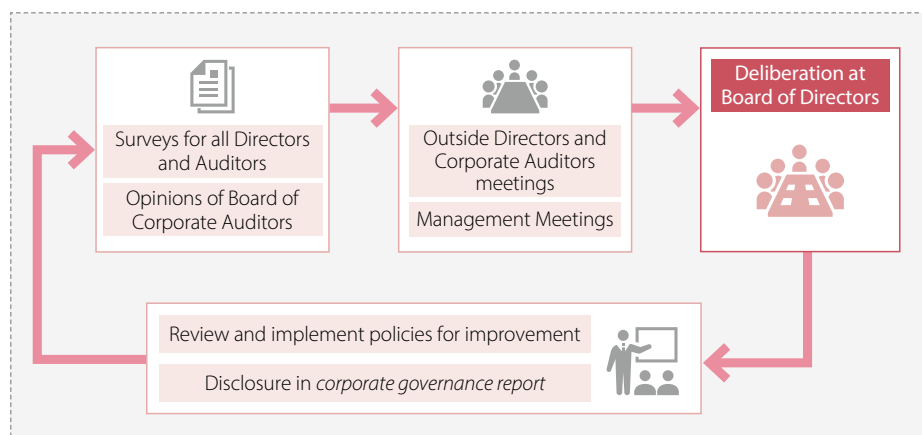 Surveys for all Directors
and Auditors
Opinions of Board of
Corporate Auditors
Outside Directors and
Corporate Auditors
meetings
Management Meetings
Deliberation at
Board of Directors
Review and implement policies for improvement
Disclosure in corporate governance report